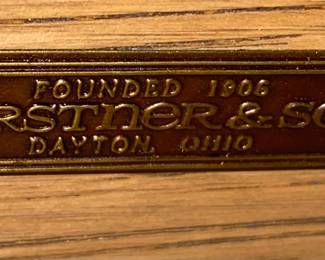 FOUNDED 1906
RSTNER & SO
DAYTON, OHIO